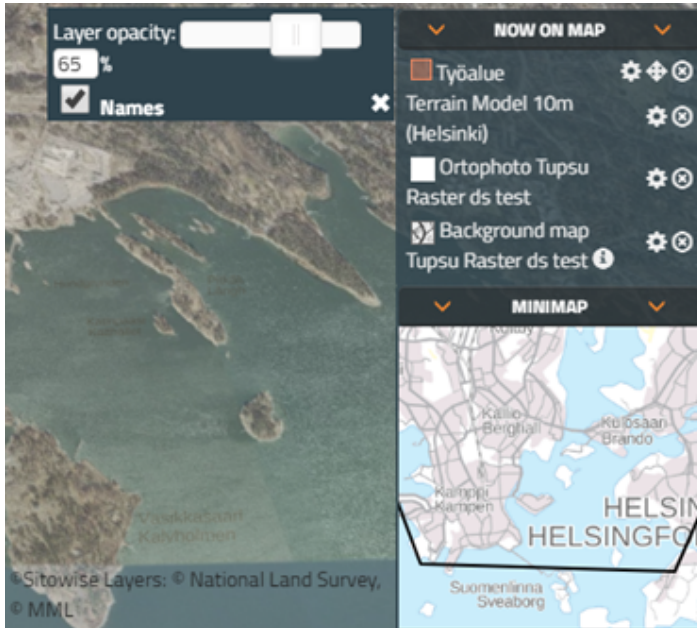 Layer opacity:
65 %
Names
NOW ON MAP
Työalue
Terrain Model 10m
(Helsinki)
Ortophoto Tupsu
Raster ds test
Background map
Tupsu Raster ds test
MINIMAP
Kallio
Berghäll
Kulosaari
Brändö
Kamppi
Kampen
HELSIN
HELSINGFO
Suomenlinna
Sveaborg
©Sitowise Layers: © National Land Survey,
© MML